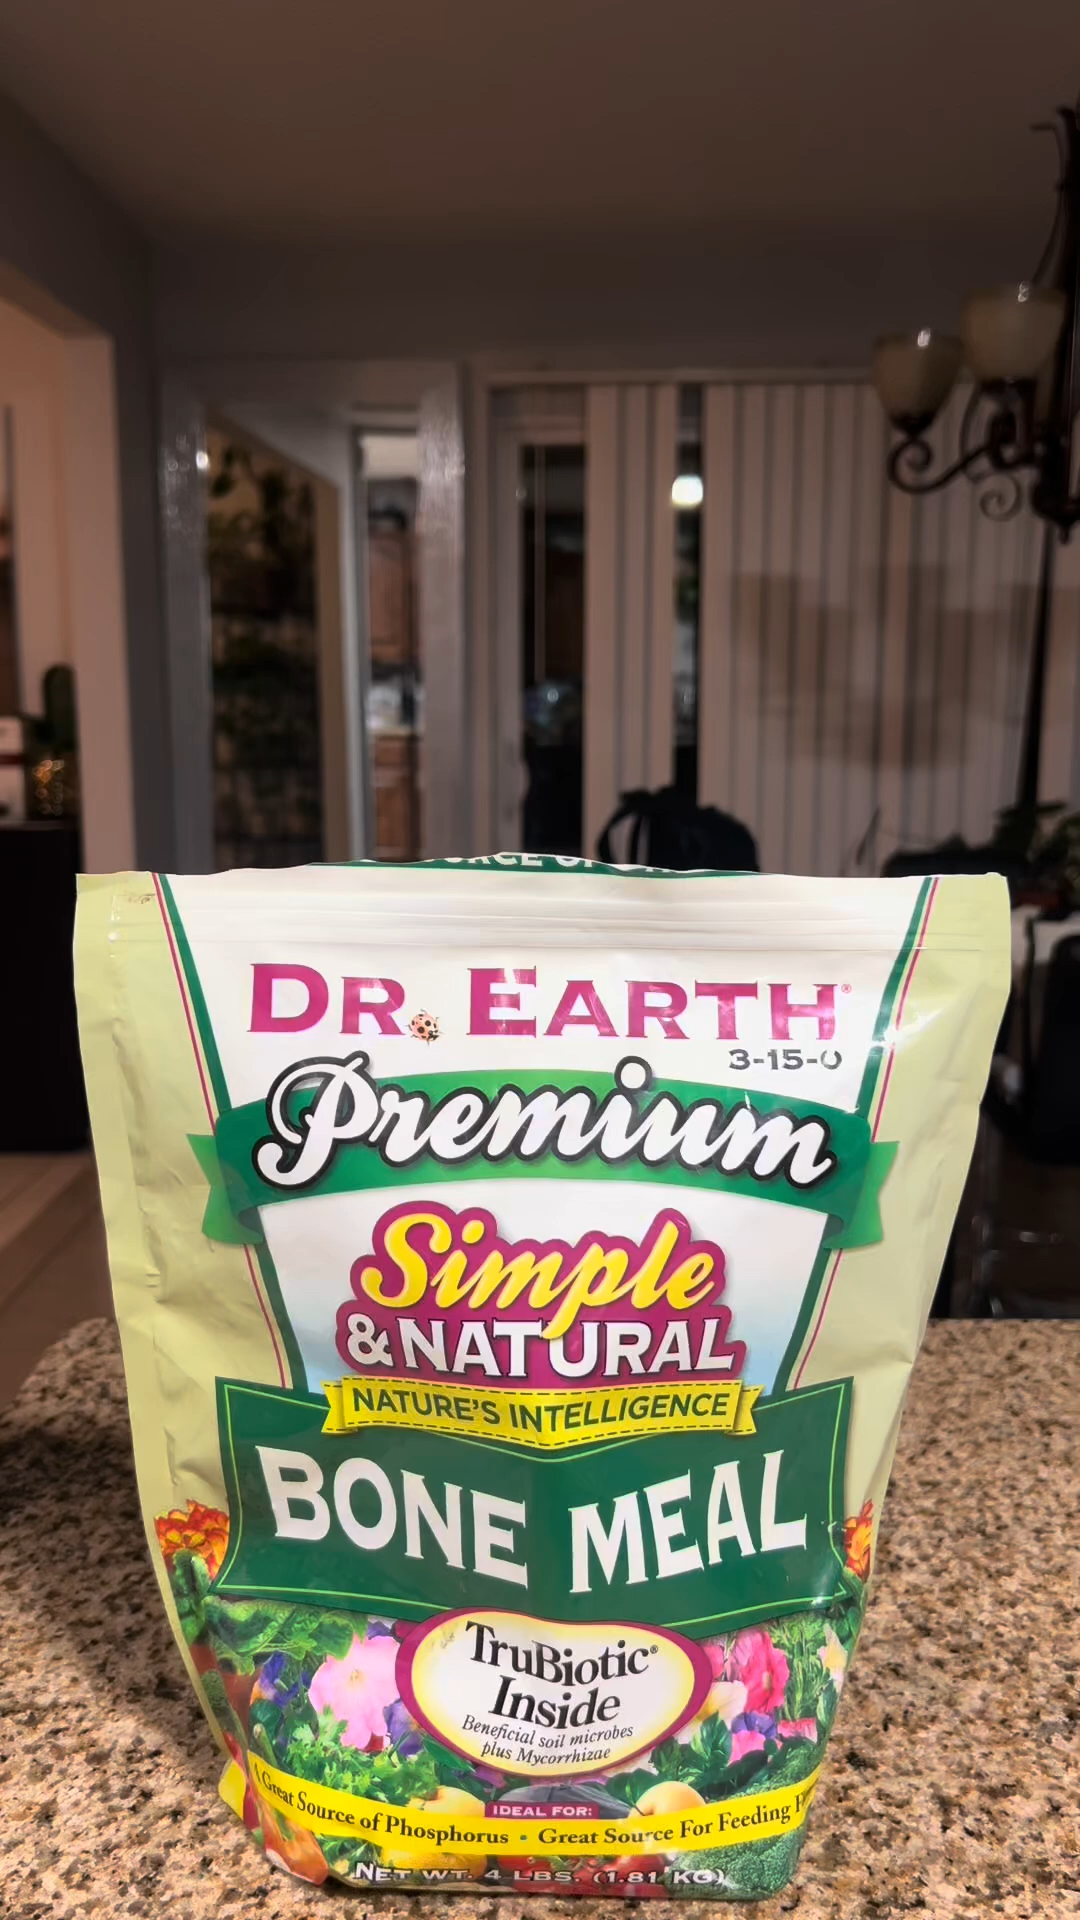 DR. EARTH®
3-15-0
Premium
Simple
& NATURAL
NATURE'S INTELLIGENCE
BONE MEAL
TruBiotic®
Inside
Beneficial soil microbes
plus Mycorrhizae
IDEAL FOR:
A Great Source of Phosphorus • Great Source For Feeding
NET WT. 4 LBS. (1.81 KG)